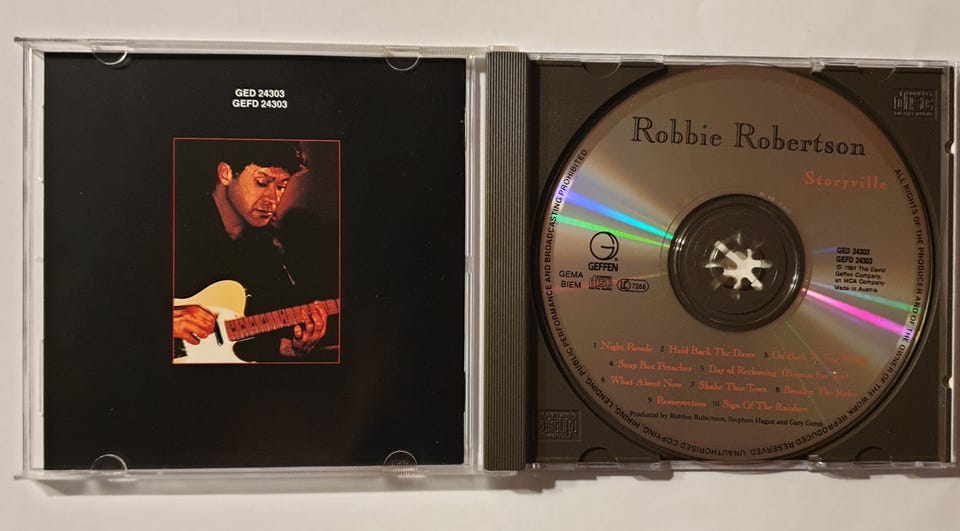 GED 24303
GEFD 24303
Robbie Robertson
Storyville
GEFFEN
GEMA
BIEM
COMPACT
DISC
DIGITAL AUDIO
LC 7266
GED 24303
GEFD 24303
℗ 1991 The David
Geffen Company,
an MCA Company
Made in Austria
1 Night Parade 2 Hold Back The Dawn 3 Go Back To Your
4 Soap Box Preacher 5 Day of Reckoning (Burnin For You)
6 What About Now 7 Shake This Town 8 Breakin The Rules
9 Resurrection 10 Sign Of The Rainbow
Produced by Robbie Robertson, Stephen Hague and Gary Gersh
ALL RIGHTS OF THE PRODUCER AND OF THE OWNER OF THE WORK REPRODUCED RESERVED. UNAUTHORISED COPYING, HIRING, LENDING, PUBLIC PERFORMANCE AND BROADCASTING PROHIBITED.
DISC